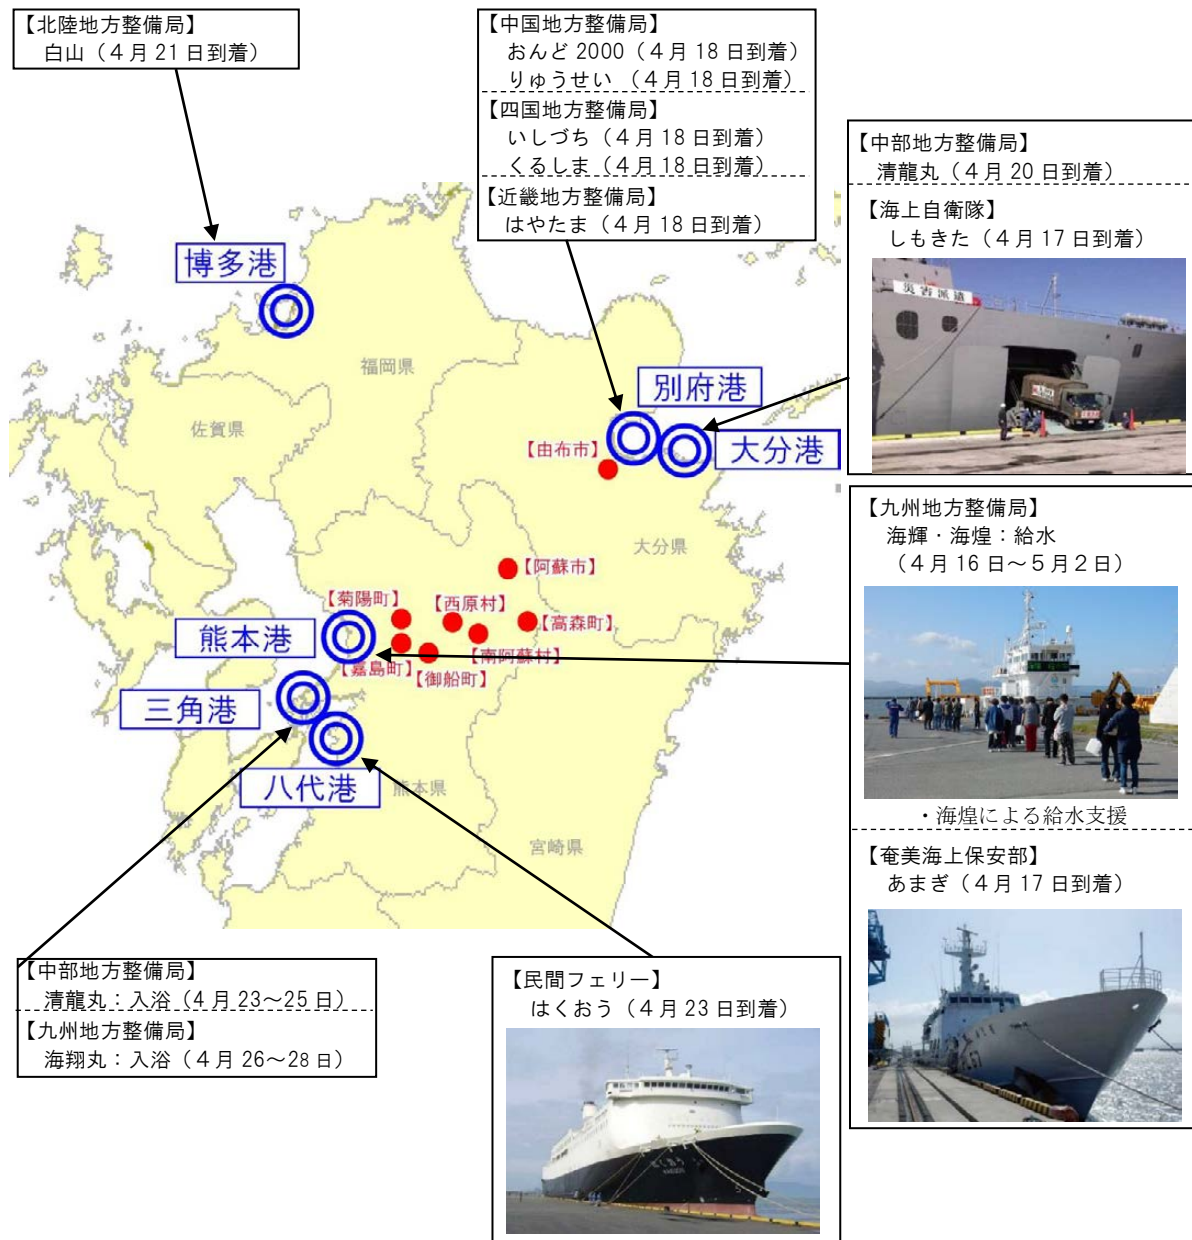 【北陸地方整備局】
白山（４月 21 日到着）
【中国地方整備局】
おんど 2000（４月 18 日到着）
りゅうせい （４月 18 日到着）
【四国地方整備局】
いしづち（４月 18 日到着）
くるしま（４月 18 日到着）
【近畿地方整備局】
はやたま（４月 18 日到着）
【中部地方整備局】
清龍丸（４月 20 日到着）
【海上自衛隊】
しもきた（４月 17 日到着）
災害派遣
博多港
福岡県
佐賀県
別府港
大分港
【由布市】
大分県
【阿蘇市】
【菊陽町】
【西原村】
【高森町】
熊本港
【南阿蘇村】
【嘉島町】
【御船町】
三角港
八代港
熊本県
宮崎県
【九州地方整備局】
海輝・海煌：給水
（４月 16 日～５月２日）
・海煌による給水支援
【奄美海上保安部】
あまぎ（４月 17 日到着）
【中部地方整備局】
清龍丸：入浴（４月 23～25 日）
【九州地方整備局】
海翔丸：入浴（４月 26～28 日）
【民間フェリー】
はくおう（４月 23 日到着）
はくおう
HAKUOU